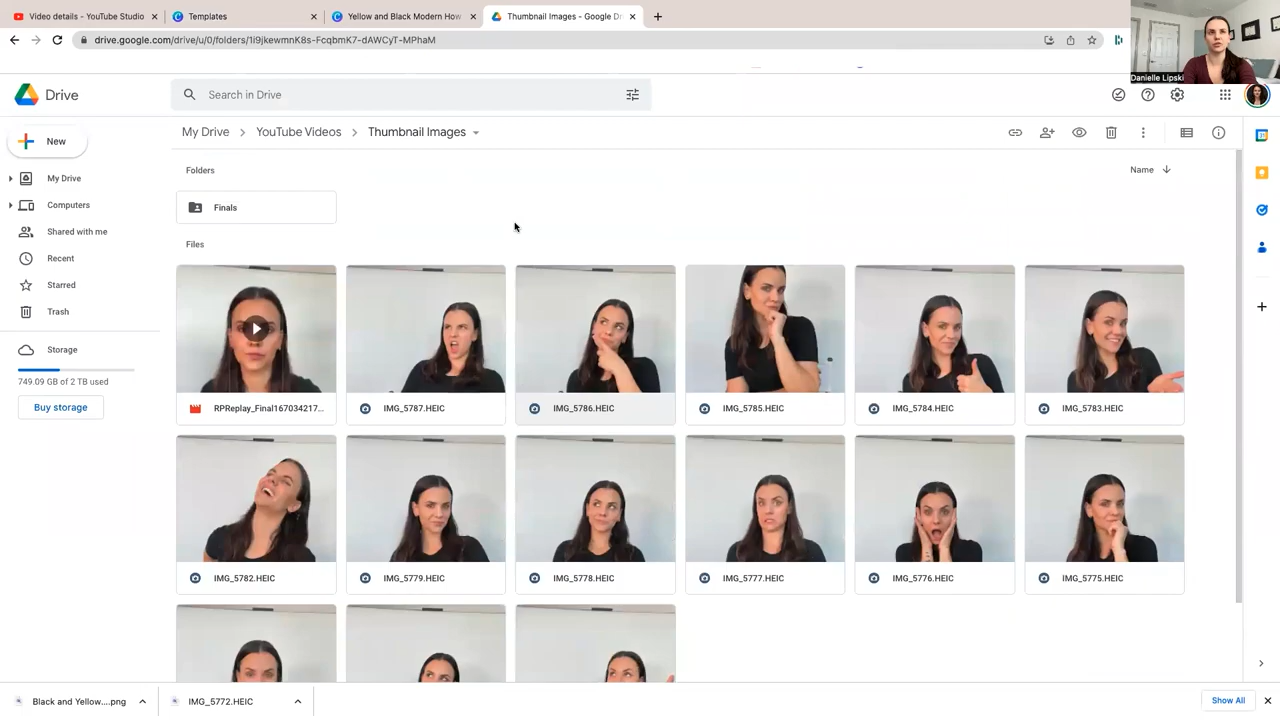 Video details - YouTube Studio
Templates
Yellow and Black Modern How
Thumbnail Images - Google Dr
drive.google.com/drive/u/0/folders/1i9jkewmnK8s-FcqbmK7-dAWCyT-MPhaM
Danielle Lipski
Drive
Search in Drive
New
My Drive
YouTube Videos
Thumbnail Images
My Drive
Computers
Shared with me
Recent
Starred
Trash
Storage
749.09 GB of 2 TB used
Buy storage
Folders
Name
Finals
Files
RPReplay_Final167034217...
IMG_5787.HEIC
IMG_5786.HEIC
IMG_5785.HEIC
IMG_5784.HEIC
IMG_5783.HEIC
IMG_5782.HEIC
IMG_5779.HEIC
IMG_5778.HEIC
IMG_5777.HEIC
IMG_5776.HEIC
IMG_5775.HEIC
Black and Yellow....png
IMG_5772.HEIC
Show All